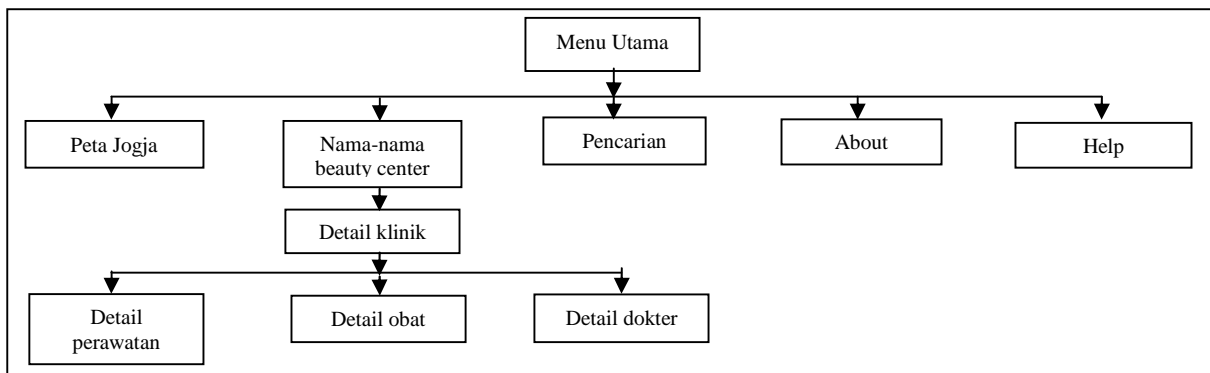 Menu Utama
Peta Jogja
Nama-nama
beauty center
Pencarian
About
Help
Detail klinik
Detail
perawatan
Detail obat
Detail dokter